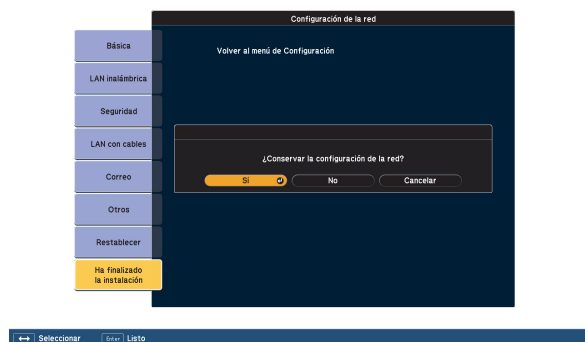 Configuración de la red
Básica
Volver al menú de Configuración
LAN inalámbrica
Seguridad
LAN con cables
¿Conservar la configuración de la red?
Sí No Cancelar
Correo
Otros
Restablecer
Ha finalizado
la instalación
Seleccionar Enter Listo